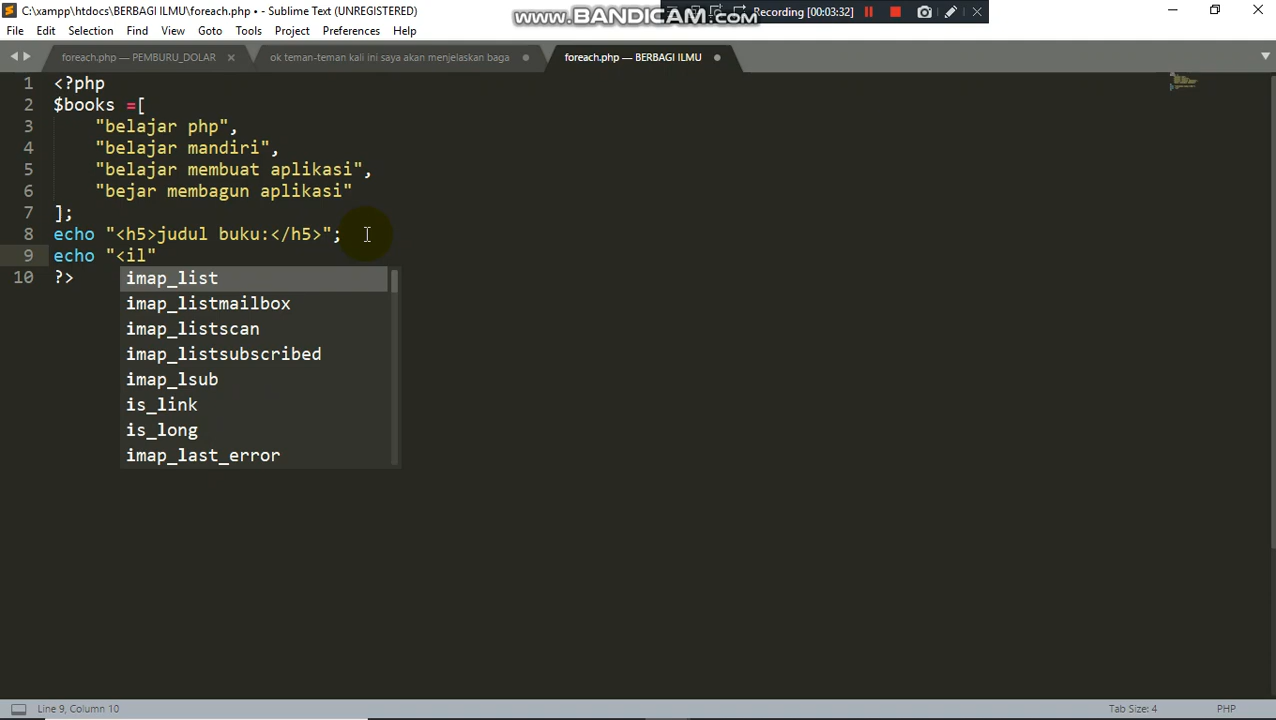 C:\xampp\htdocs\BERBAGI ILMU\foreach.php • - Sublime Text (UNREGISTERED)
www.BANDICAM.com
Recording [00:03:32]
File Edit Selection Find View Goto Tools Project Preferences Help
foreach.php — PEMBURU_DOLAR
ok teman-teman kali ini saya akan menjelaskan baga
foreach.php — BERBAGI ILMU
1 <?php
2 $books =[
3 "belajar php",
4 "belajar mandiri",
5 "belajar membuat aplikasi",
6 "bejar membagun aplikasi"
7 ];
8 echo "<h5>judul buku:</h5>";
9 echo "<il"
10 ?>
imap_list
imap_listmailbox
imap_listscan
imap_listsubscribed
imap_lsub
is_link
is_long
imap_last_error
Line 9, Column 10
Tab Size: 4
PHP